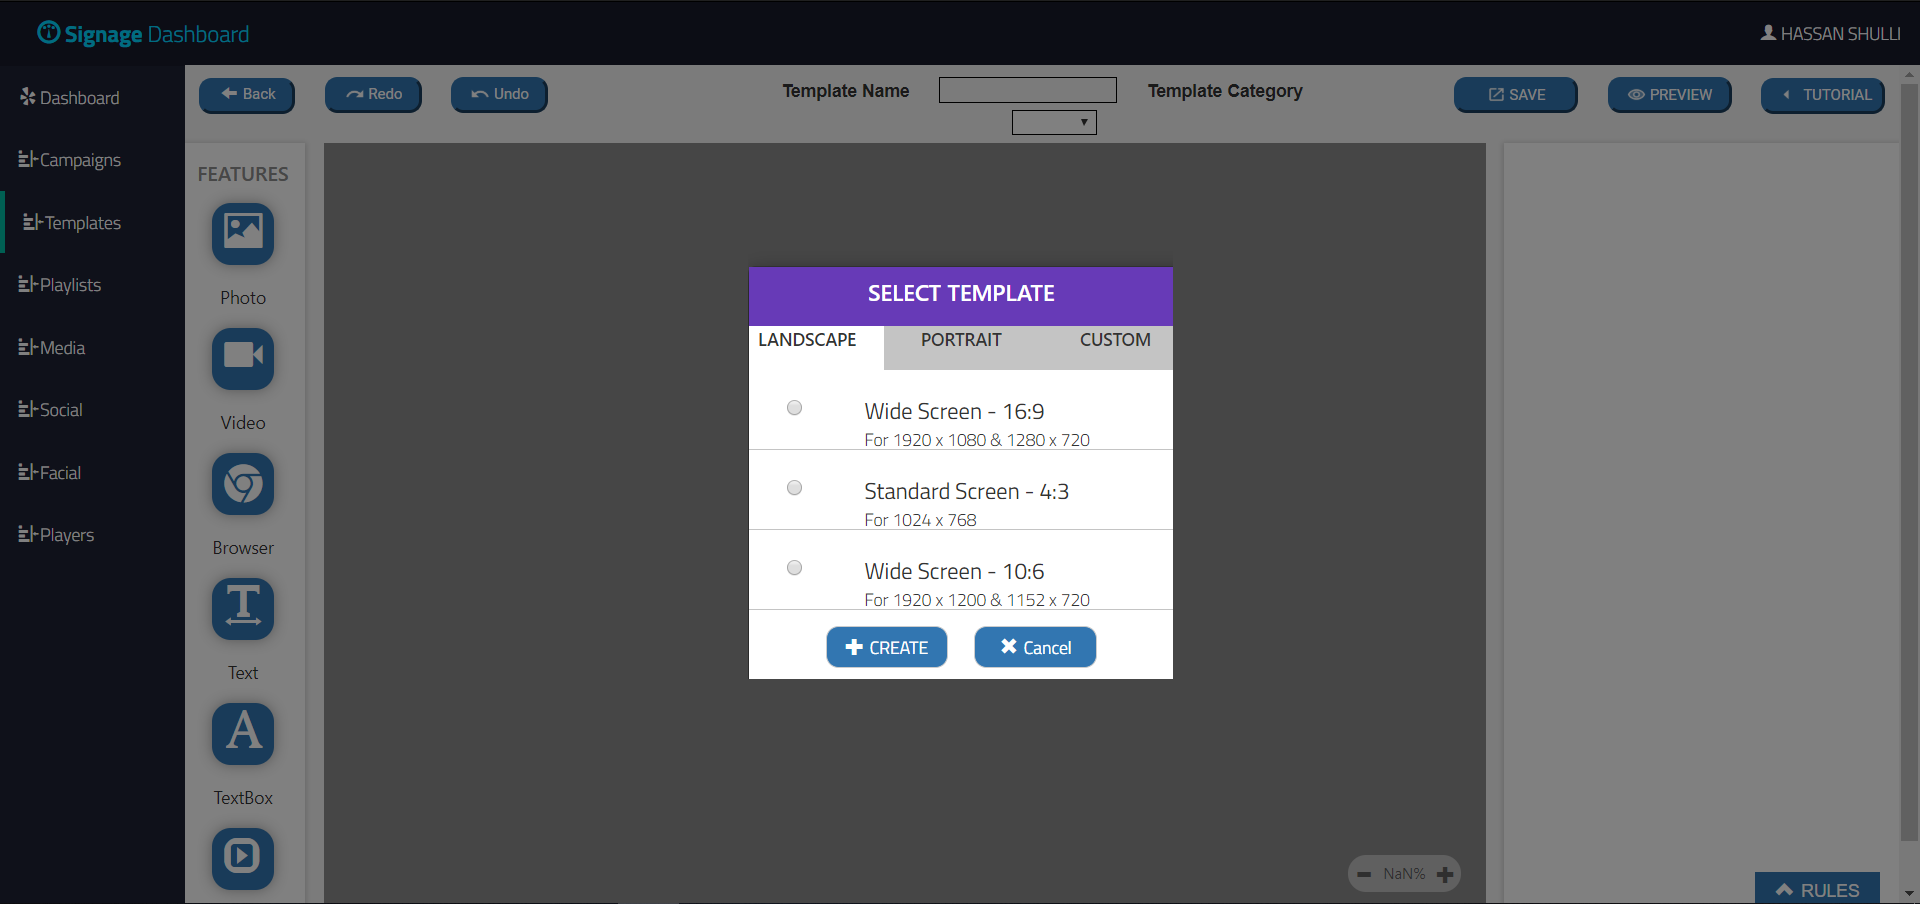 Signage Dashboard
HASSAN SHULLI
Dashboard
Campaigns
Templates
Playlists
Media
Social
Facial
Players
Back
Redo
Undo
Template Name
Template Category
SAVE
PREVIEW
TUTORIAL
FEATURES
Photo
Video
Browser
Text
TextBox
SELECT TEMPLATE
LANDSCAPE
PORTRAIT
CUSTOM
Wide Screen - 16:9
For 1920 x 1080 & 1280 x 720
Standard Screen - 4:3
For 1024 x 768
Wide Screen - 10:6
For 1920 x 1200 & 1152 x 720
CREATE
Cancel
NaN%
RULES